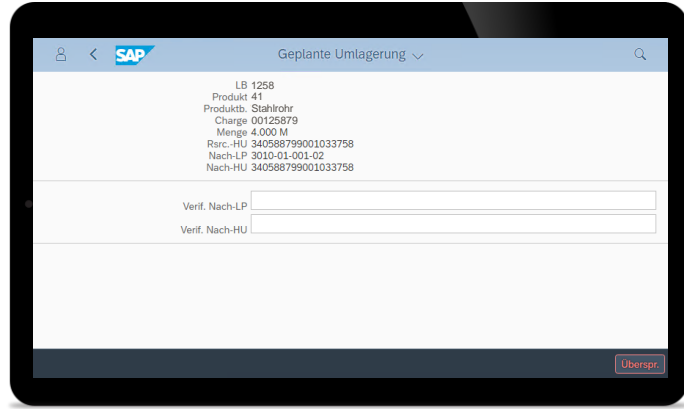 SAP Geplante Umlagerung
LB 1258
Produkt 41
Produktb. Stahlrohr
Charge 00125879
Menge 4.000 M
Rsrc.-HU 340588799001033758
Nach-LP 3010-01-001-02
Nach-HU 340588799001033758
Verif. Nach-LP
Verif. Nach-HU
Überspr.